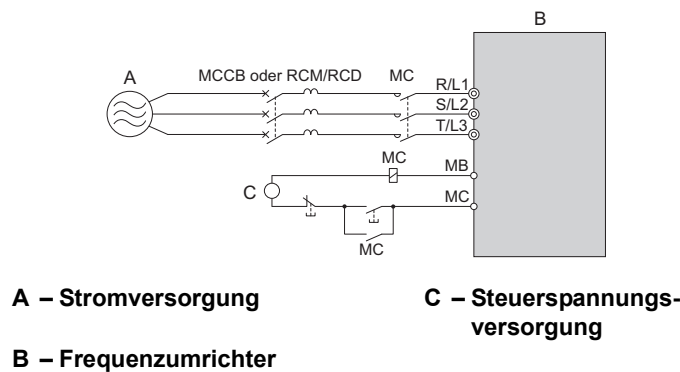 B
A
MCCB oder RCM/RCD
MC
R/L1
S/L2
T/L3
MC
MB
C
MC
MC
A – Stromversorgung
B – Frequenzumrichter
C – Steuerspannungs-
versorgung